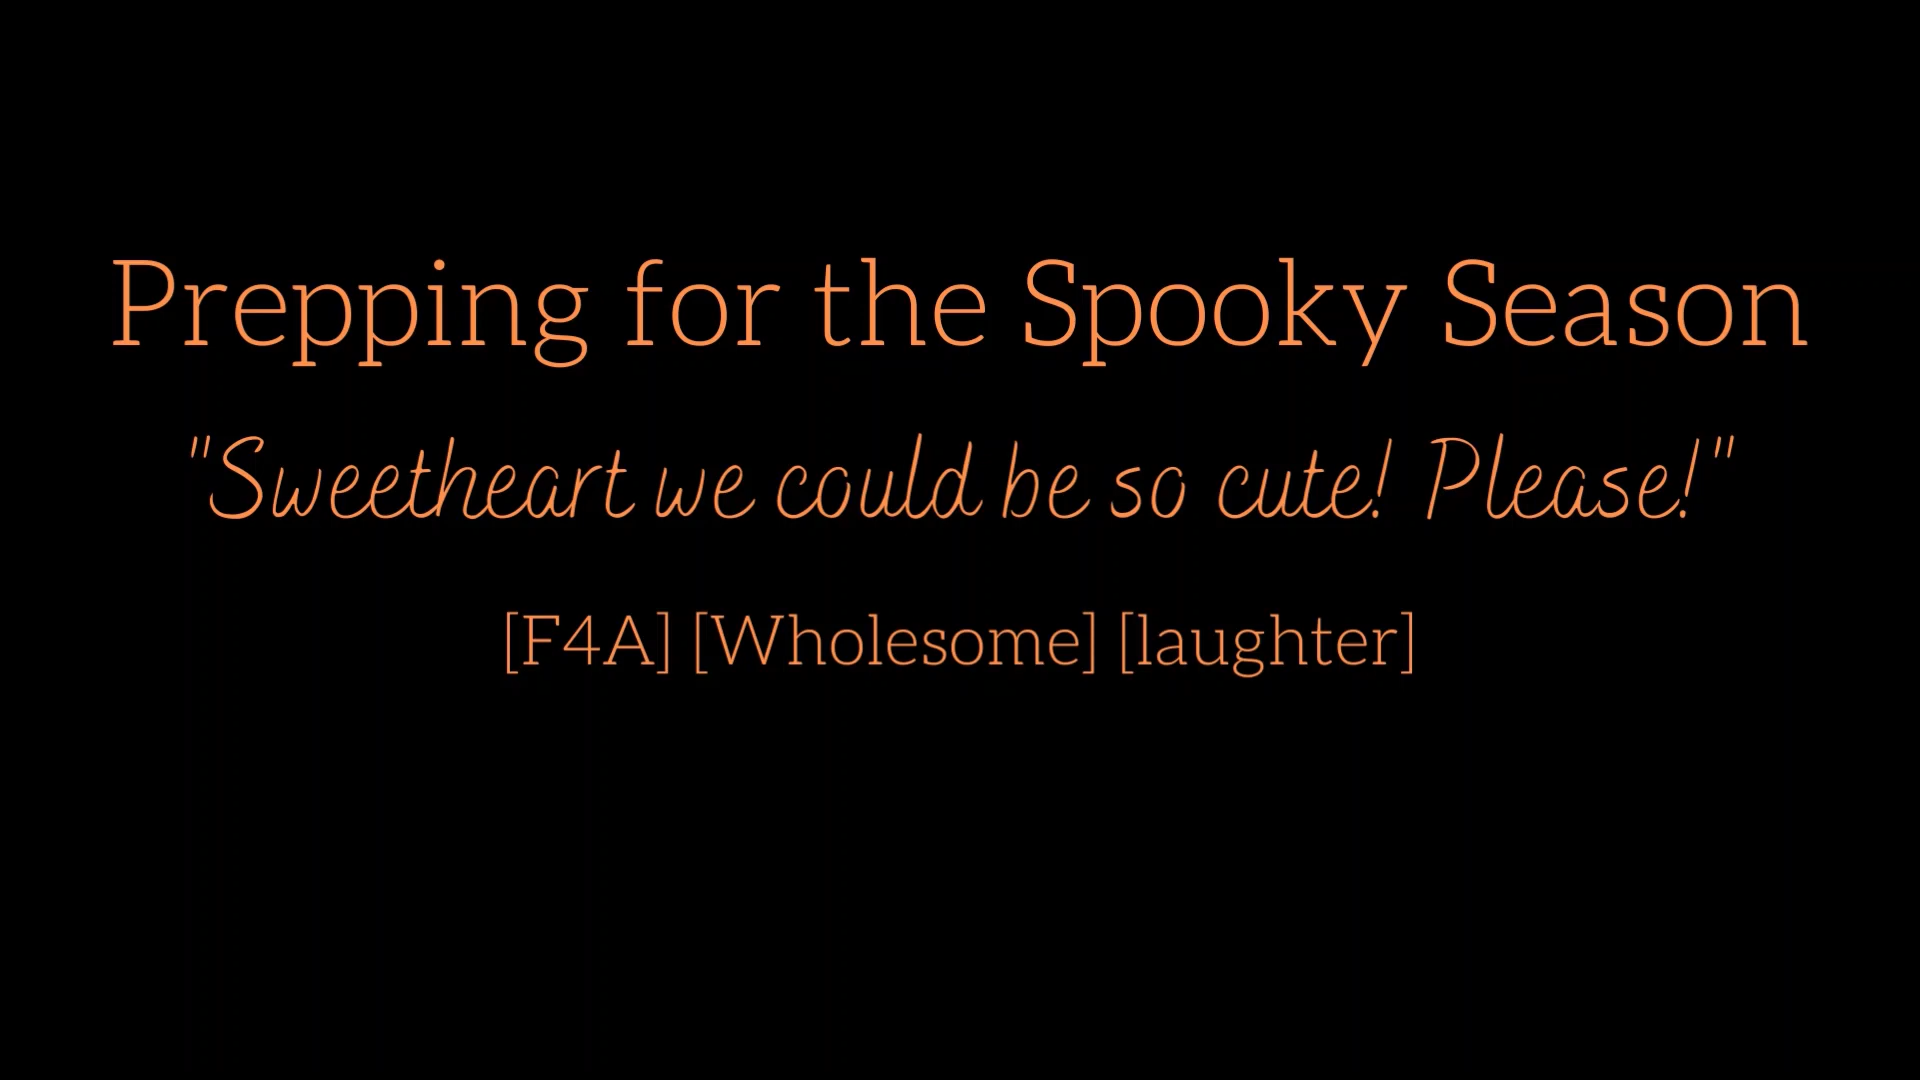 Prepping for the Spooky Season
"Sweetheart we could be so cute! Please!"
[F4A] [Wholesome] [laughter]